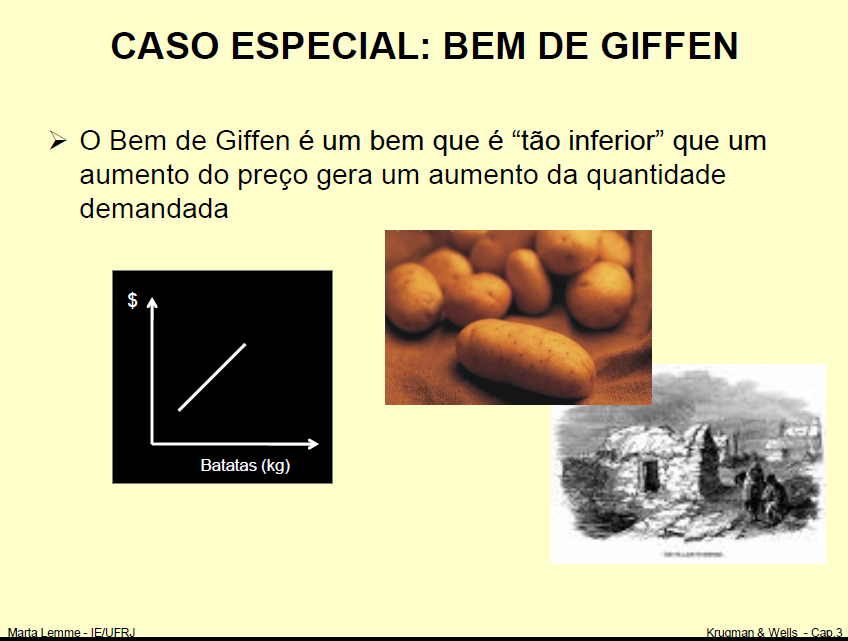 CASO ESPECIAL: BEM DE GIFFEN
➢ O Bem de Giffen é um bem que é “tão inferior” que um
aumento do preço gera um aumento da quantidade
demandada
$
Batatas (kg)
Marta Lemme - IE/UFRJ
Krugman & Wells - Cap.3